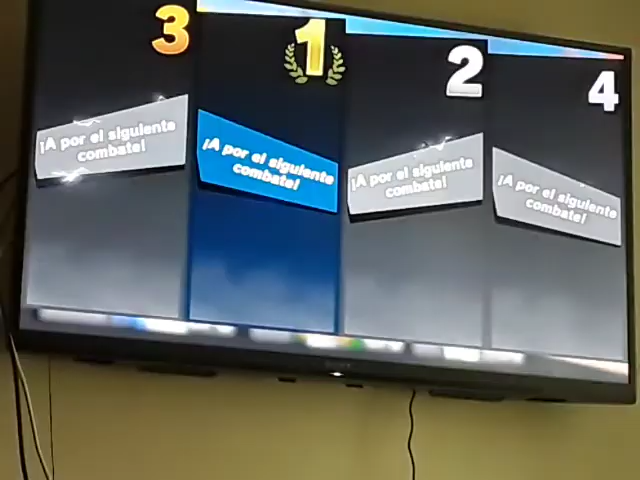 3
¡A por el siguiente
combate!
1
¡A por el siguiente
combate!
2
¡A por el siguiente
combate!
4
¡A por el siguiente
combate!